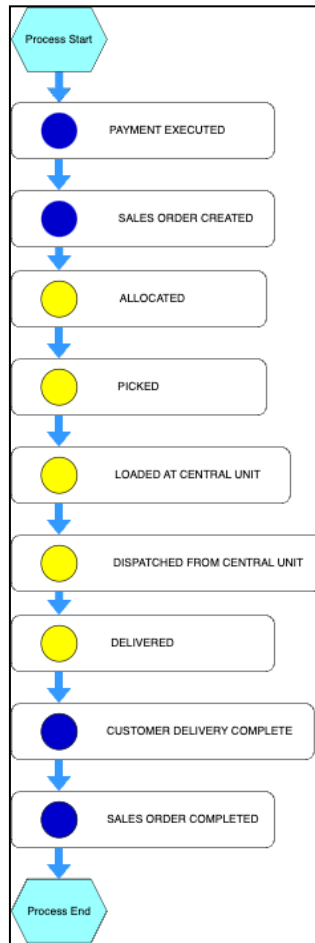 Process Start
PAYMENT EXECUTED
SALES ORDER CREATED
ALLOCATED
PICKED
LOADED AT CENTRAL UNIT
DISPATCHED FROM CENTRAL UNIT
DELIVERED
CUSTOMER DELIVERY COMPLETE
SALES ORDER COMPLETED
Process End